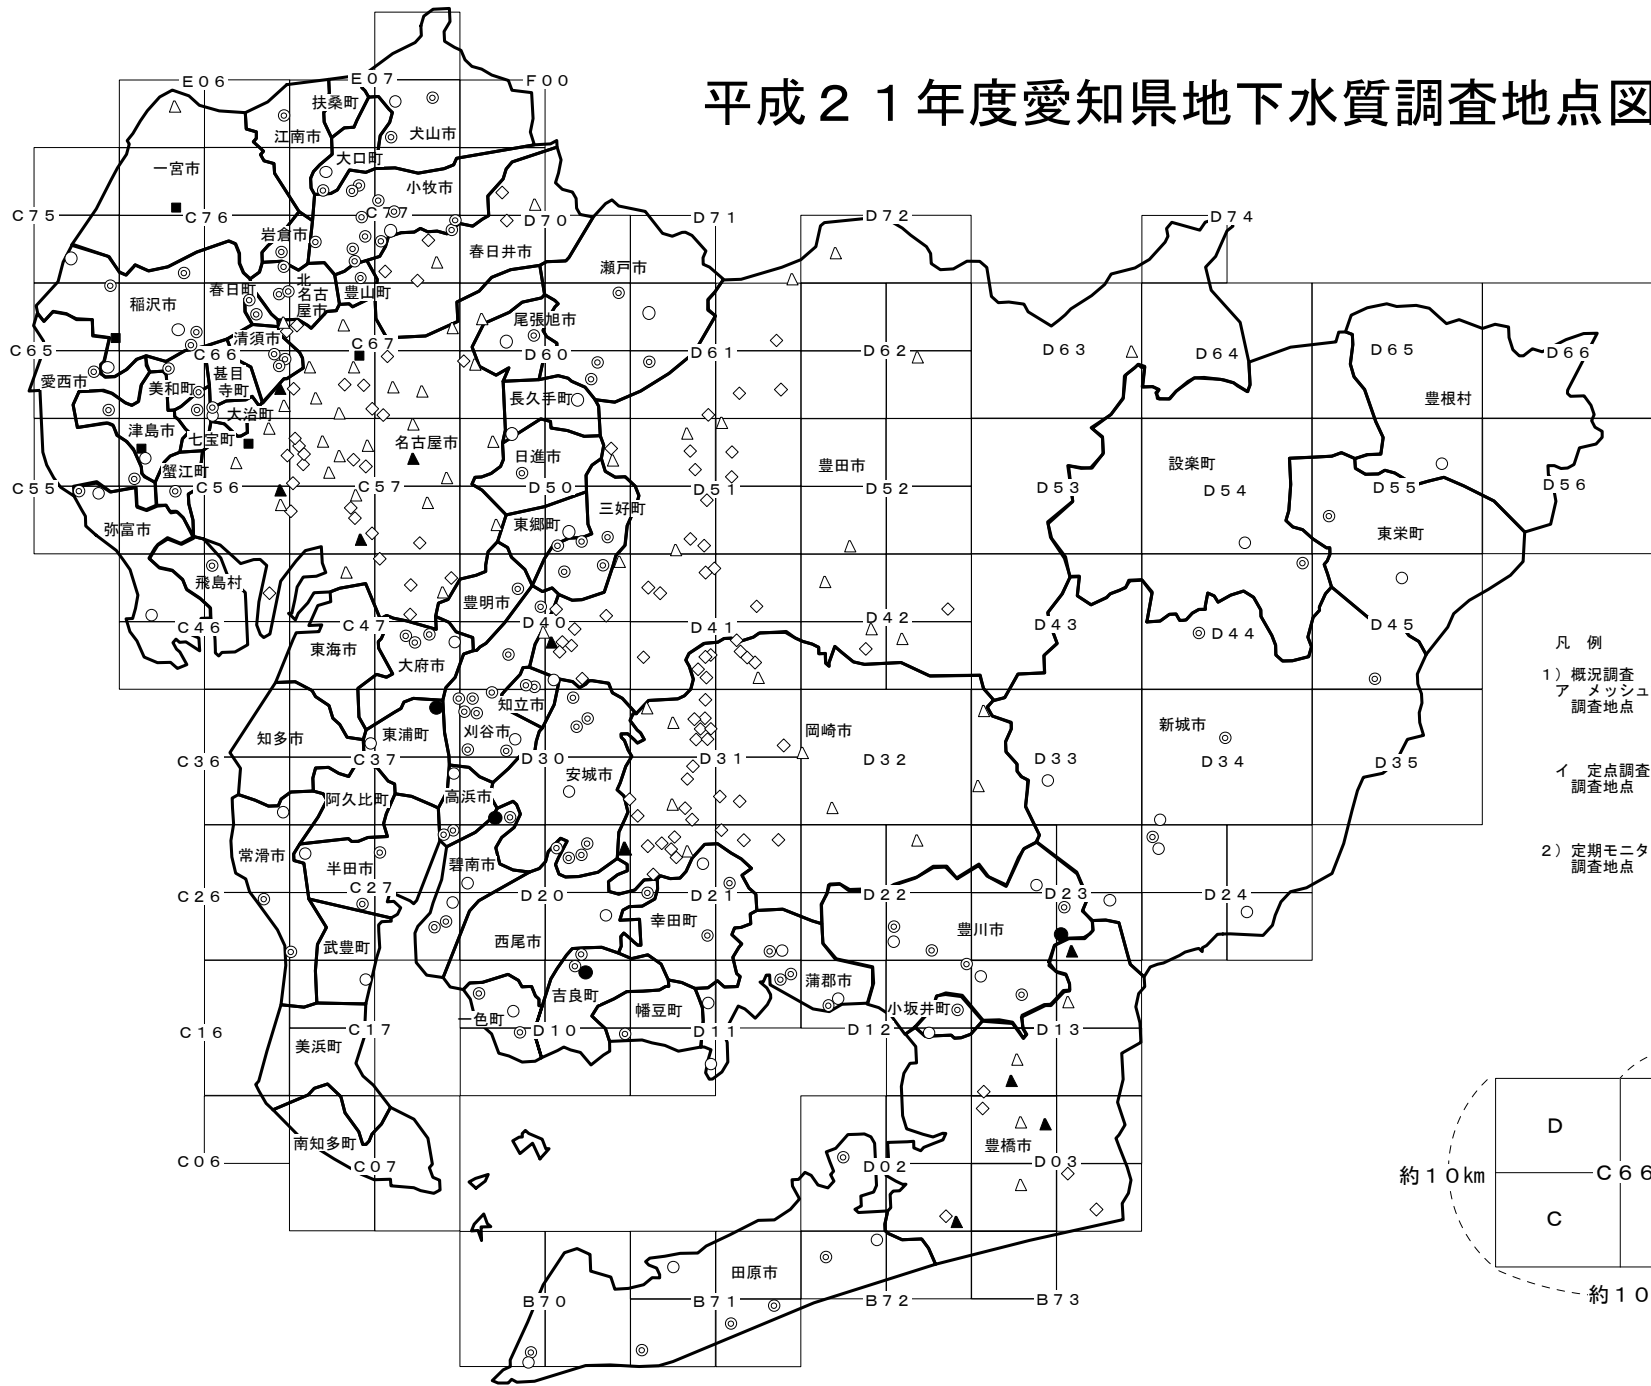 平成２１年度愛知県地下水質調査地点図
Ｅ０６
Ｅ０７
Ｆ００
扶桑町
江南市
犬山市
大口町
一宮市
小牧市
Ｃ７５
Ｃ７６
Ｃ７７
Ｄ７０
Ｄ７１
Ｄ７２
Ｄ７４
岩倉市
春日井市
瀬戸市
春日町
北
名古
屋市
豊山町
稲沢市
尾張旭市
清須市
Ｃ６５
Ｃ６６
Ｃ６７
Ｄ６０
Ｄ６１
Ｄ６２
Ｄ６３
Ｄ６４
Ｄ６５
Ｄ６６
愛西市
美和町
甚目
寺町
長久手町
豊根村
大治町
津島市
七宝町
名古屋市
日進市
豊田市
設楽町
蟹江町
Ｃ５５
Ｃ５６
Ｃ５７
Ｄ５０
Ｄ５１
Ｄ５２
Ｄ５３
Ｄ５４
Ｄ５５
Ｄ５６
弥富市
東郷町
三好町
東栄町
飛島村
豊明市
Ｃ４６
Ｃ４７
Ｄ４０
Ｄ４１
Ｄ４２
Ｄ４３
Ｄ４４
Ｄ４５
東海市
大府市
凡　例
１）概況調査
ア　メッシュ
調査地点
知立市
知多市
東浦町
刈谷市
岡崎市
新城市
Ｃ３６
Ｃ３７
Ｄ３０
Ｄ３１
Ｄ３２
Ｄ３３
Ｄ３４
Ｄ３５
安城市
イ　定点調査
調査地点
阿久比町
高浜市
常滑市
半田市
碧南市
２）定期モニタ
調査地点
Ｃ２６
Ｃ２７
Ｄ２０
Ｄ２１
Ｄ２２
Ｄ２３
Ｄ２４
幸田町
豊川市
武豊町
西尾市
吉良町
蒲郡市
一色町
幡豆町
小坂井町
Ｃ１６
Ｃ１７
Ｄ１０
Ｄ１１
Ｄ１２
Ｄ１３
美浜町
南知多町
豊橋市
Ｃ０６
Ｃ０７
Ｄ０２
Ｄ０３
Ｄ
約１０㎞
Ｃ６６
Ｃ
約１０
田原市
Ｂ７０
Ｂ７１
Ｂ７２
Ｂ７３